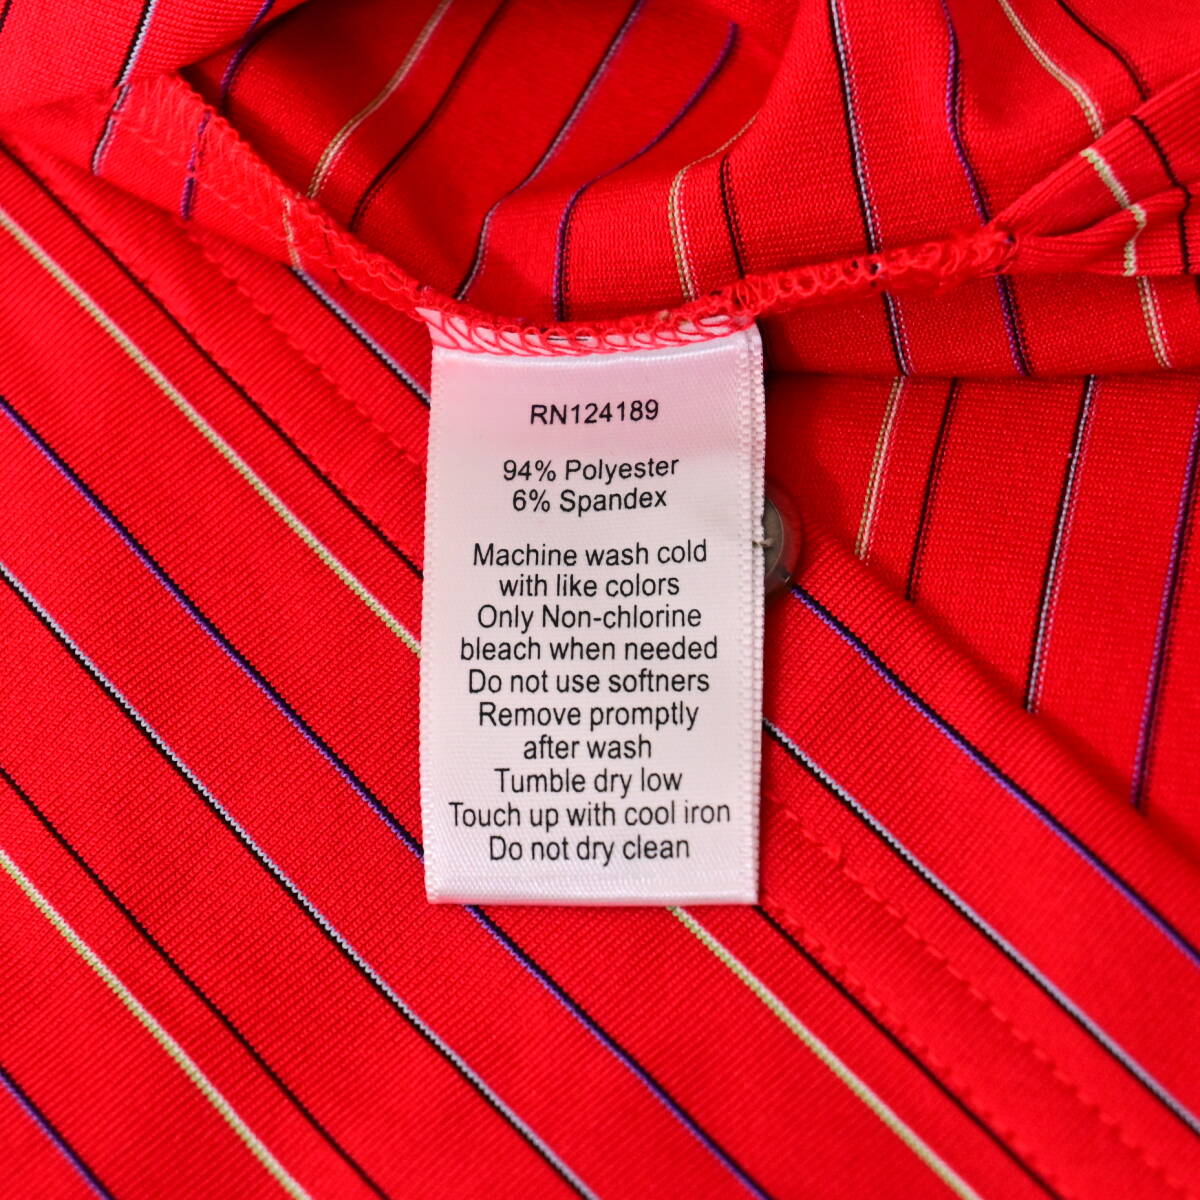 RN124189
94% Polyester
6% Spandex
Machine wash cold
with like colors
Only Non-chlorine
bleach when needed
Do not use softners
Remove promptly
after wash
Tumble dry low
Touch up with cool iron
Do not dry clean